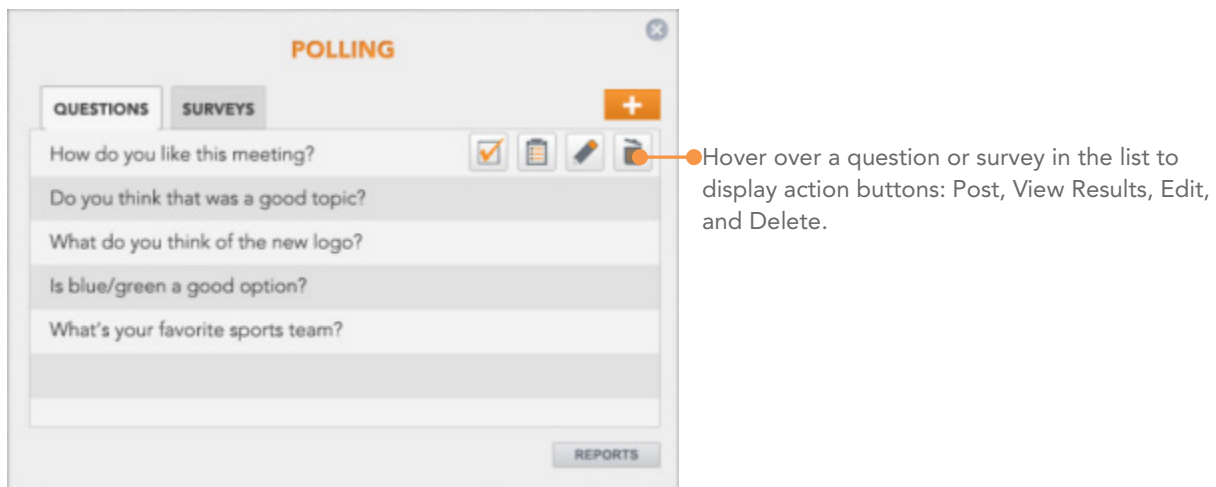 POLLING
QUESTIONS SURVEYS
How do you like this meeting?
Hover over a question or survey in the list to
display action buttons: Post, View Results, Edit,
and Delete.
Do you think that was a good topic?
What do you think of the new logo?
Is blue/green a good option?
What's your favorite sports team?
REPORTS